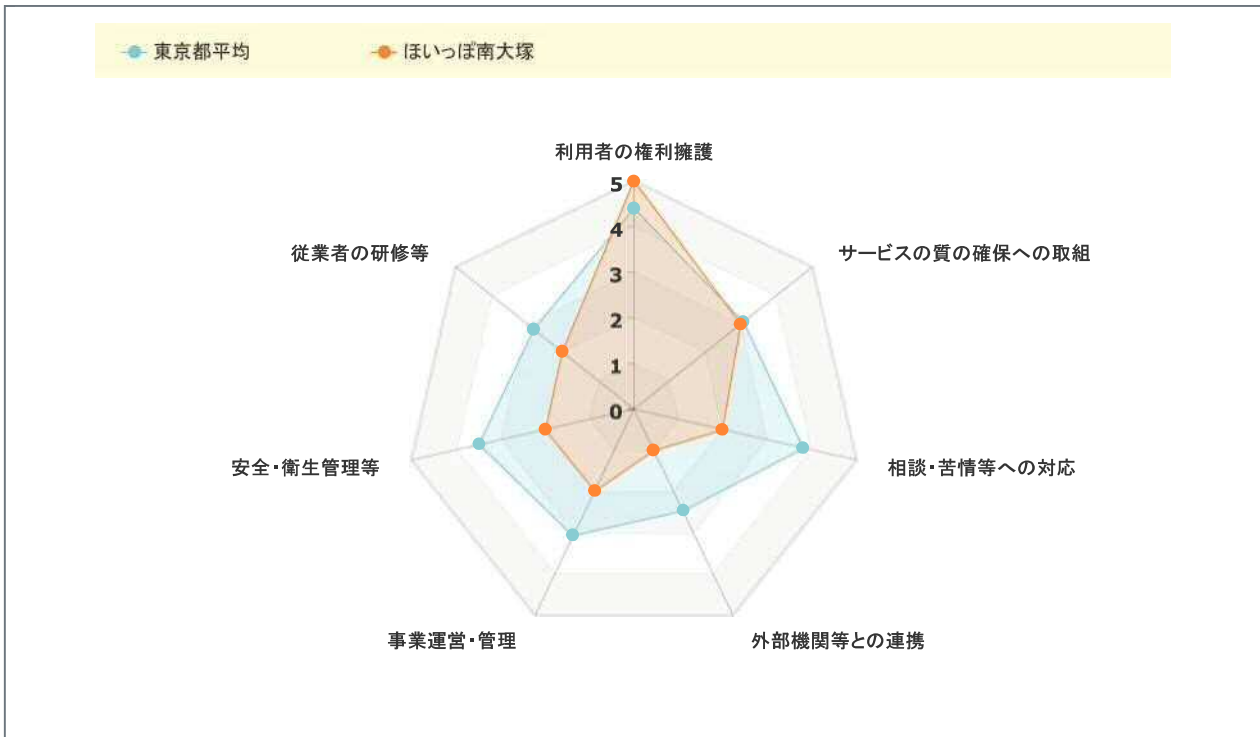 東京都平均
ほいっぽ南大塚
利用者の権利擁護
サービスの質の確保への取組
相談・苦情等への対応
外部機関等との連携
事業運営・管理
安全・衛生管理等
従業者の研修等
5
4
3
2
1
0